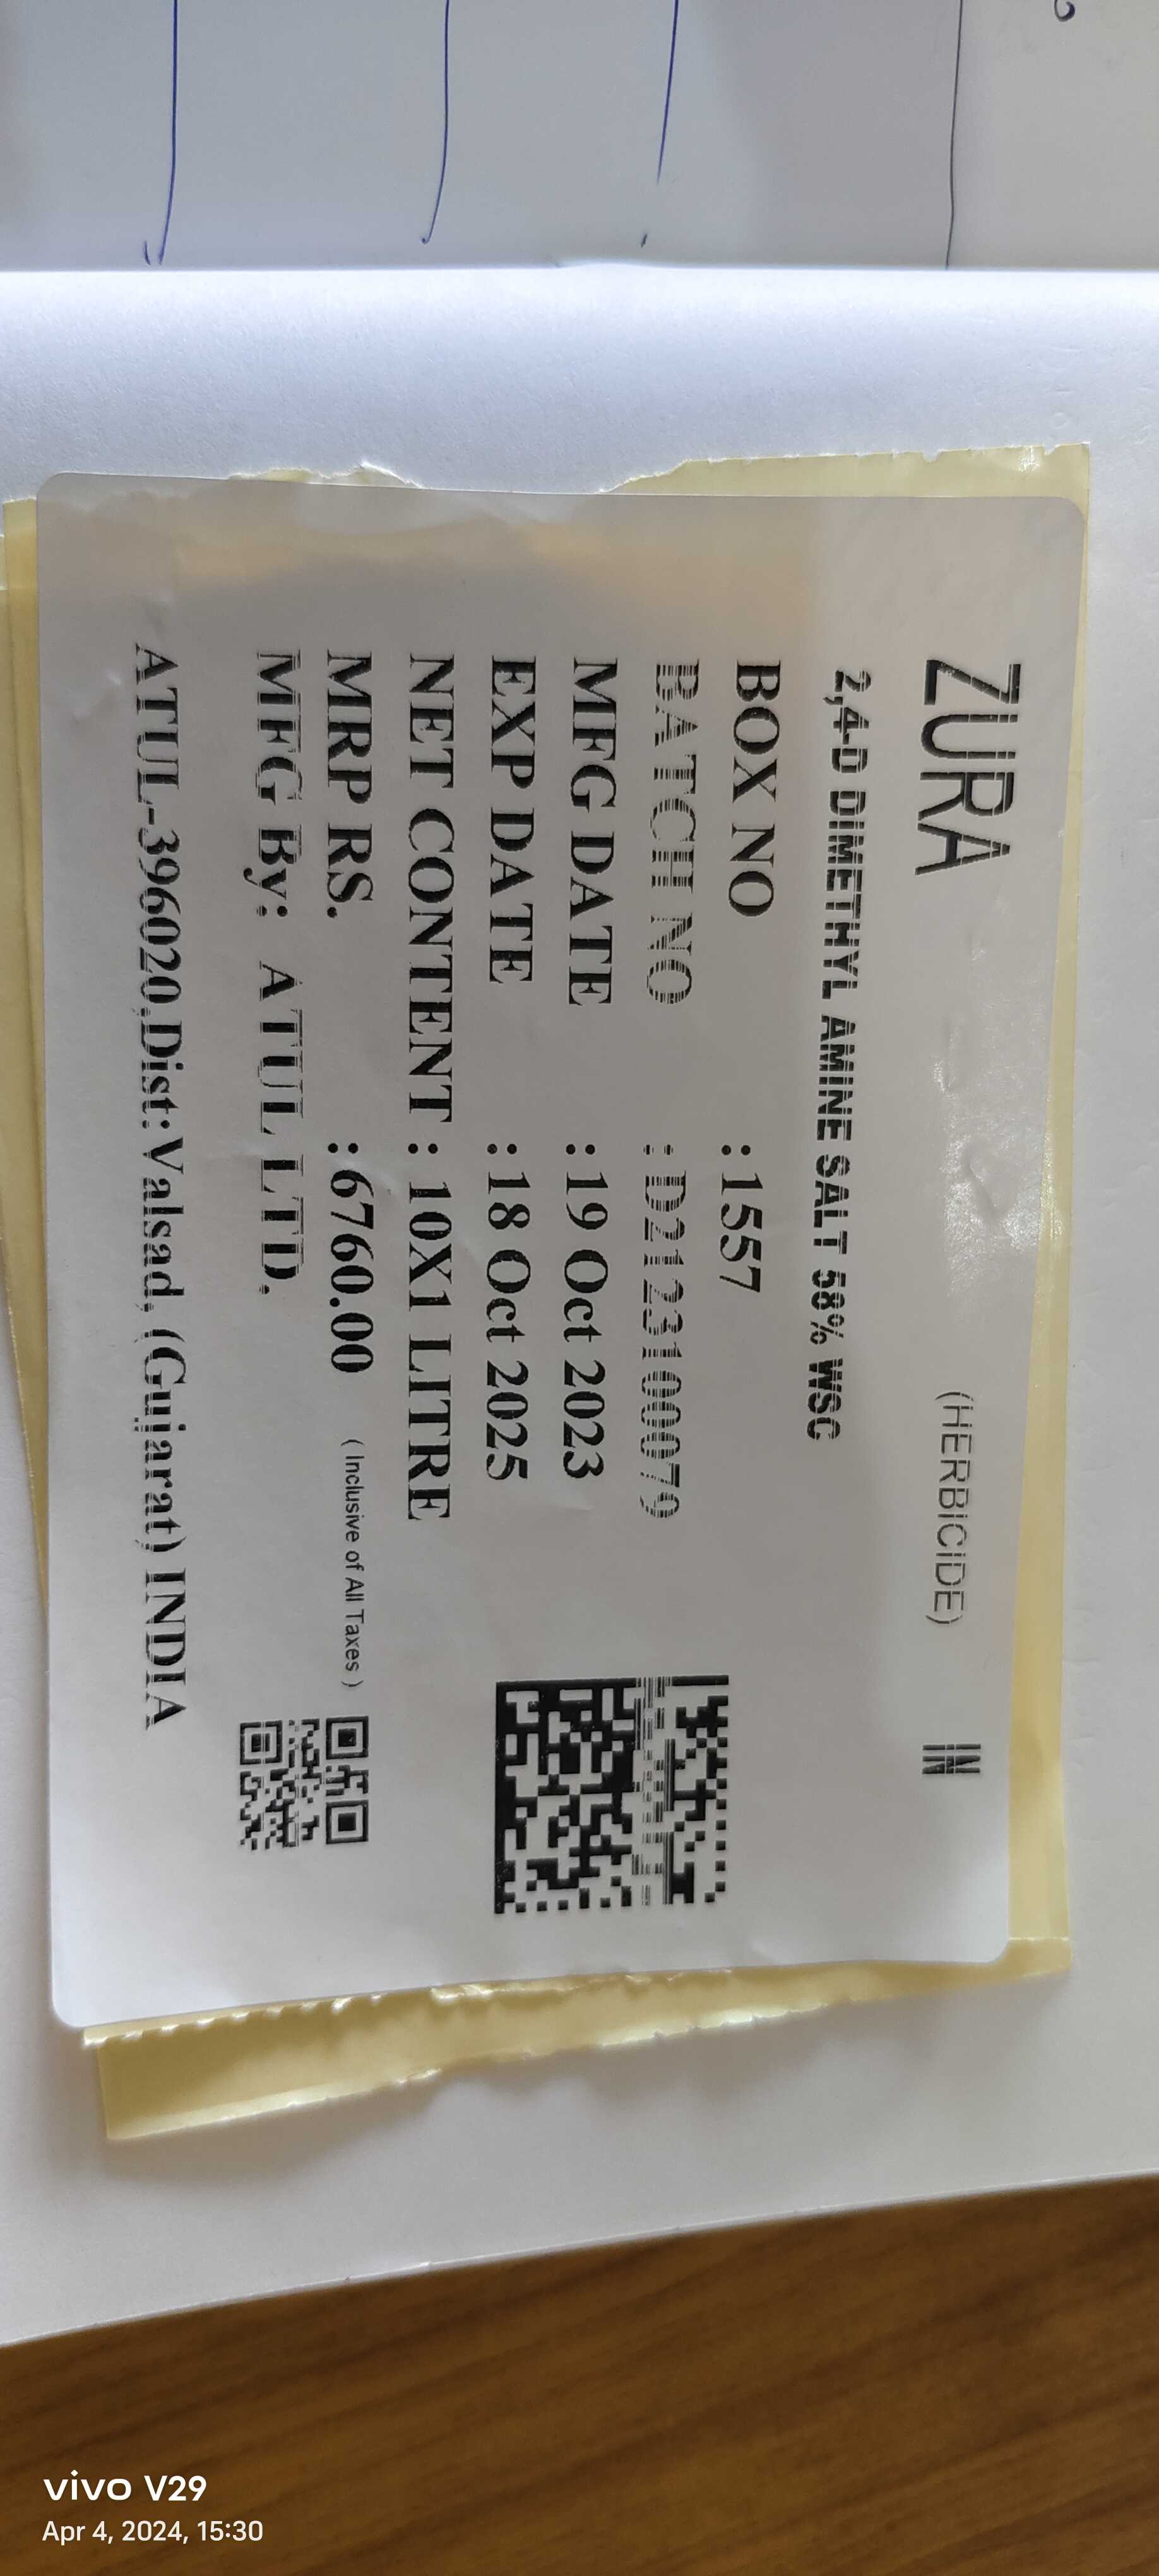 ZURA (HERBICIDE) IN
2,4-D DIMETHYL AMINE SALT 58% WSC
BOX NO :1557
BATCH NO :D2123100079
MFG DATE :19 Oct 2023
EXP DATE :18 Oct 2025
NET CONTENT : 10X1 LITRE
MRP RS. :6760.00 ( Inclusive of All Taxes )
MFG By: ATUL LTD.
ATUL-396020,Dist:Valsad, (Gujarat) INDIA
vivo V29
Apr 4, 2024, 15:30